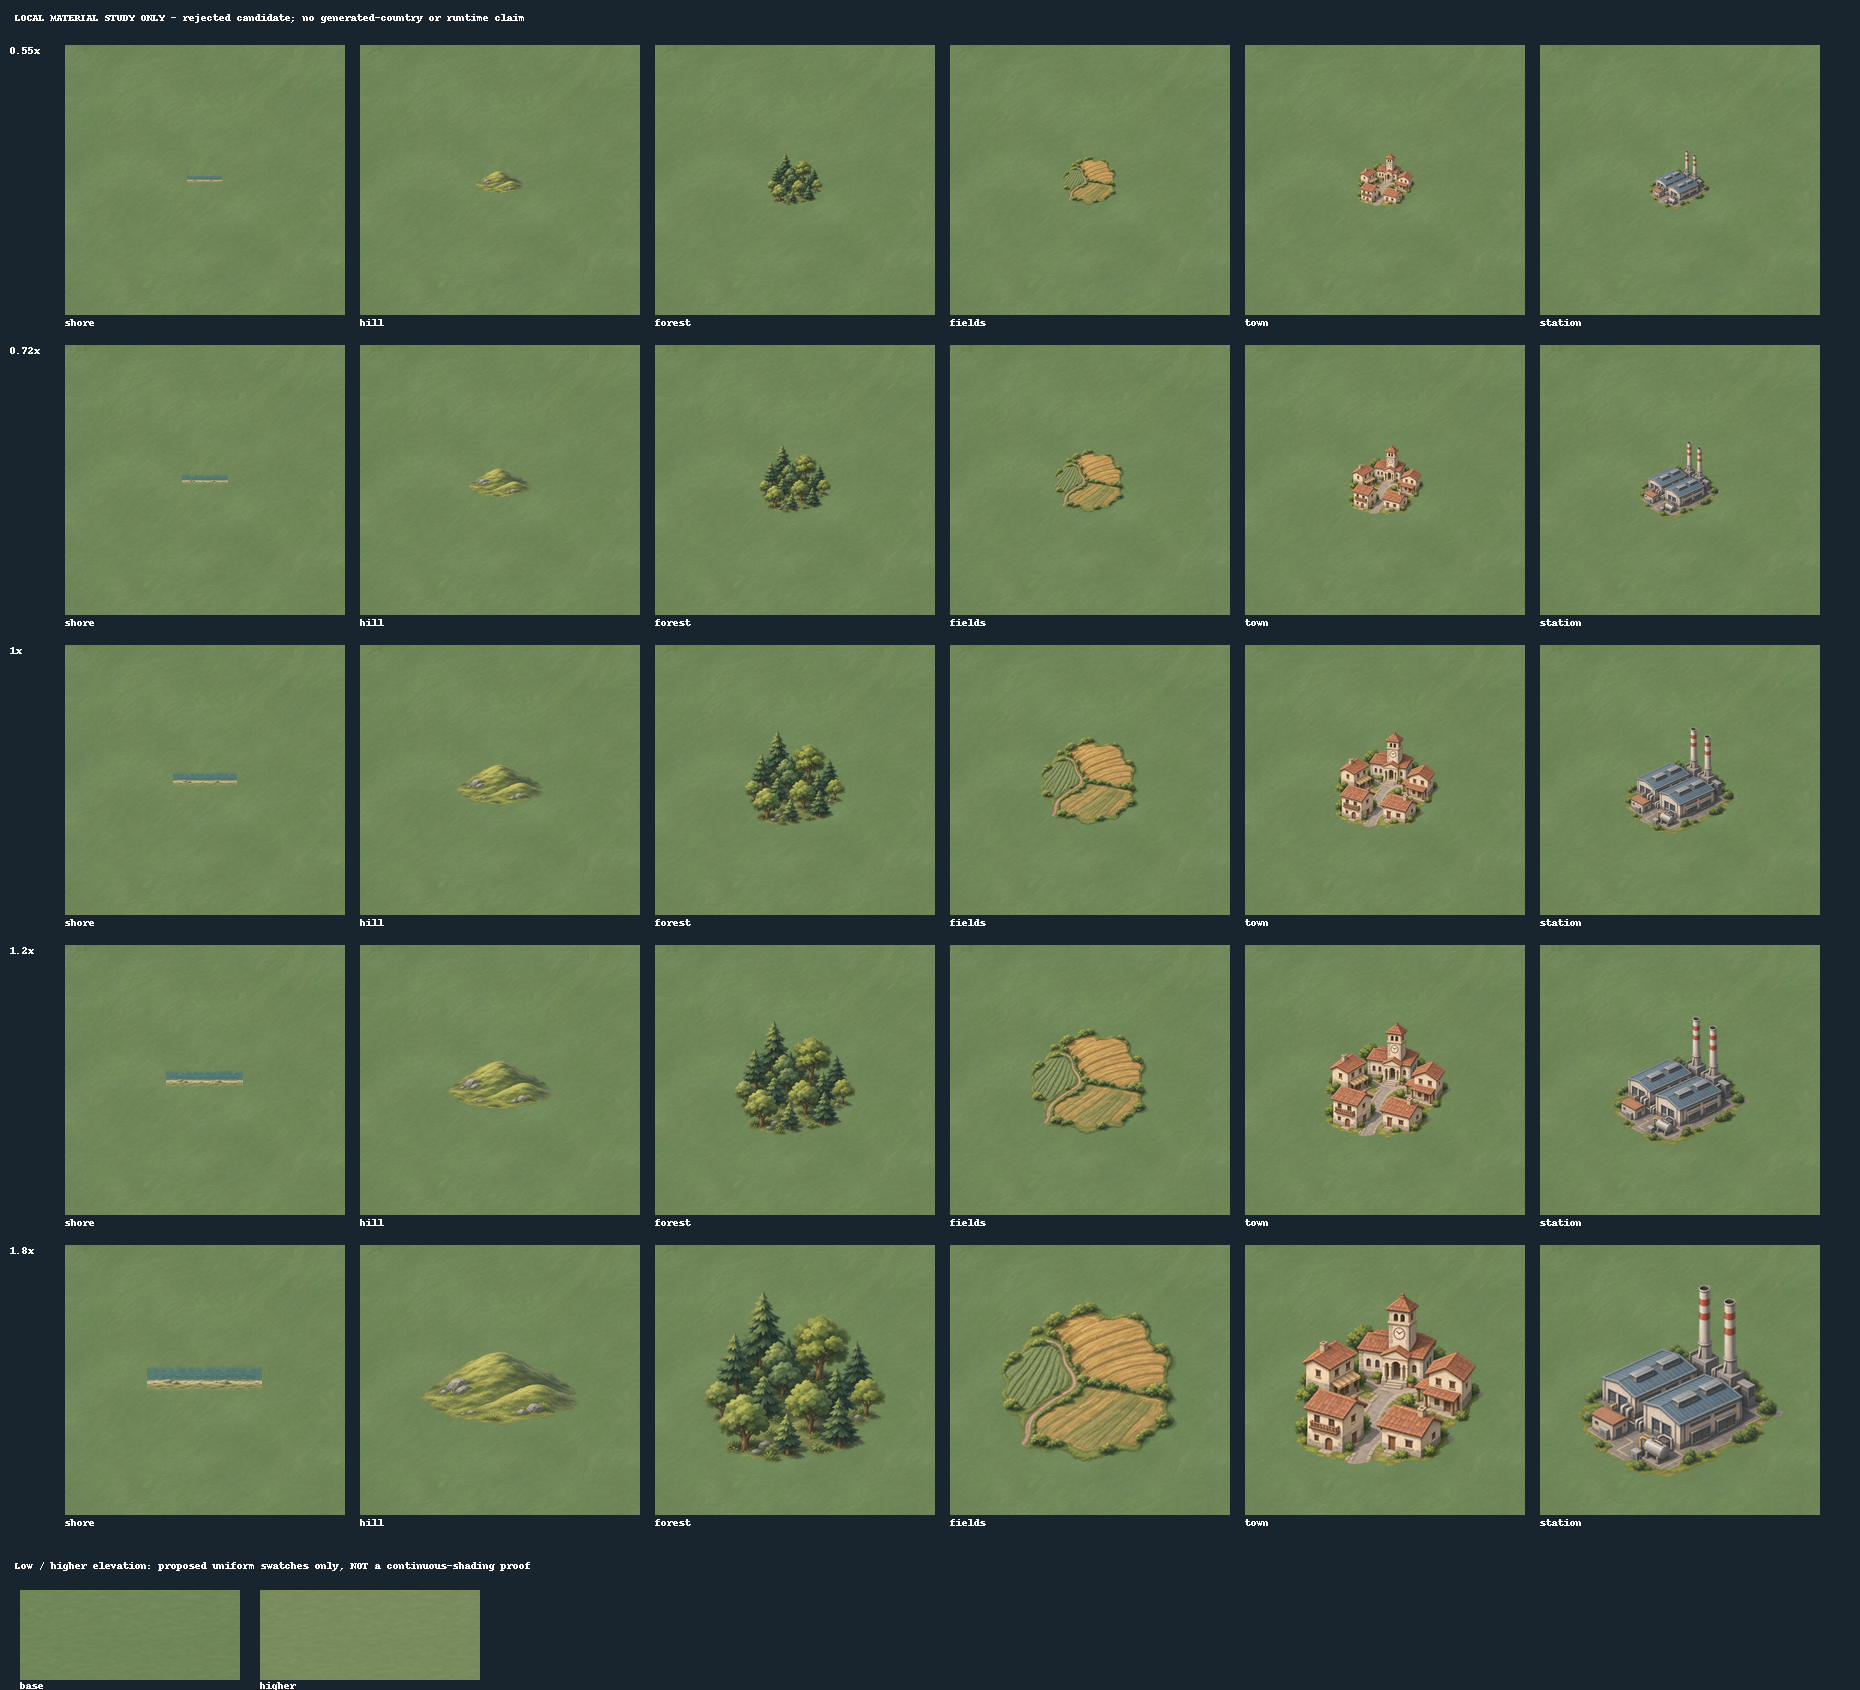 LOCAL MATERIAL STUDY ONLY - rejected candidate; no generated-country or runtime claim
0.55x
shore hill forest fields town station
0.72x
shore hill forest fields town station
1x
shore hill forest fields town station
1.2x
shore hill forest fields town station
1.8x
shore hill forest fields town station
Low / higher elevation: proposed uniform swatches only, NOT a continuous-shading proof
base higher